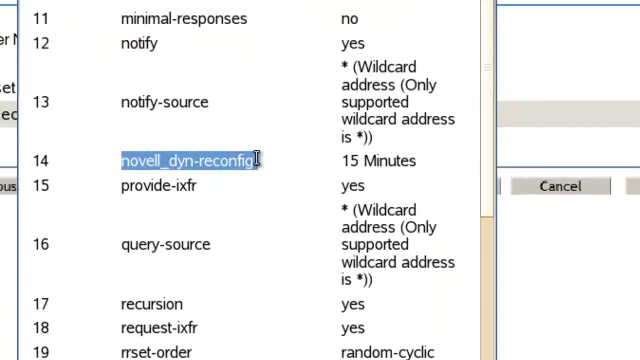 11 minimal-responses no
12 notify yes
* (Wildcard
address (Only
13 notify-source supported
wildcard address
is *))
14 novell_dyn-reconfig 15 Minutes
15 provide-ixfr yes
* (Wildcard
address (Only
16 query-source supported
wildcard address
is *))
17 recursion yes
Cancel
18 request-ixfr yes
19 rrset-order random-cyclic